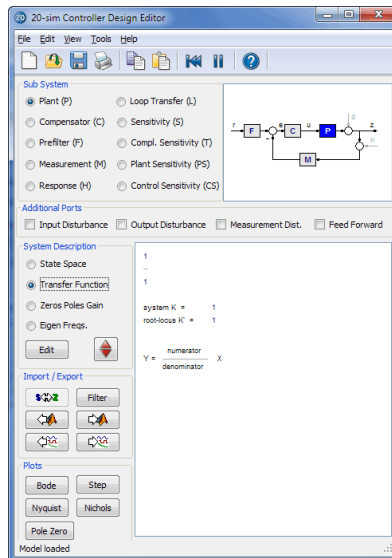 20 20-sim Controller Design Editor
File Edit View Tools Help
Sub System
Plant (P) Loop Transfer (L)
Compensator (C) Sensitivity (S)
Prefilter (F) Compl. Sensitivity (T)
Measurement (M) Plant Sensitivity (PS)
Response (H) Control Sensitivity (CS)
r F e C u P d z
n
M
Additional Ports
Input Disturbance Output Disturbance Measurement Dist. Feed Forward
System Description
State Space
Transfer Function
Zeros Poles Gain
Eigen Freqs.
Edit
1
1
system K = 1
root-locus K' = 1
numerator
Y = X
denominator
Import / Export
S Z Filter
Plots
Bode Step
Nyquist Nichols
Pole Zero
Model loaded